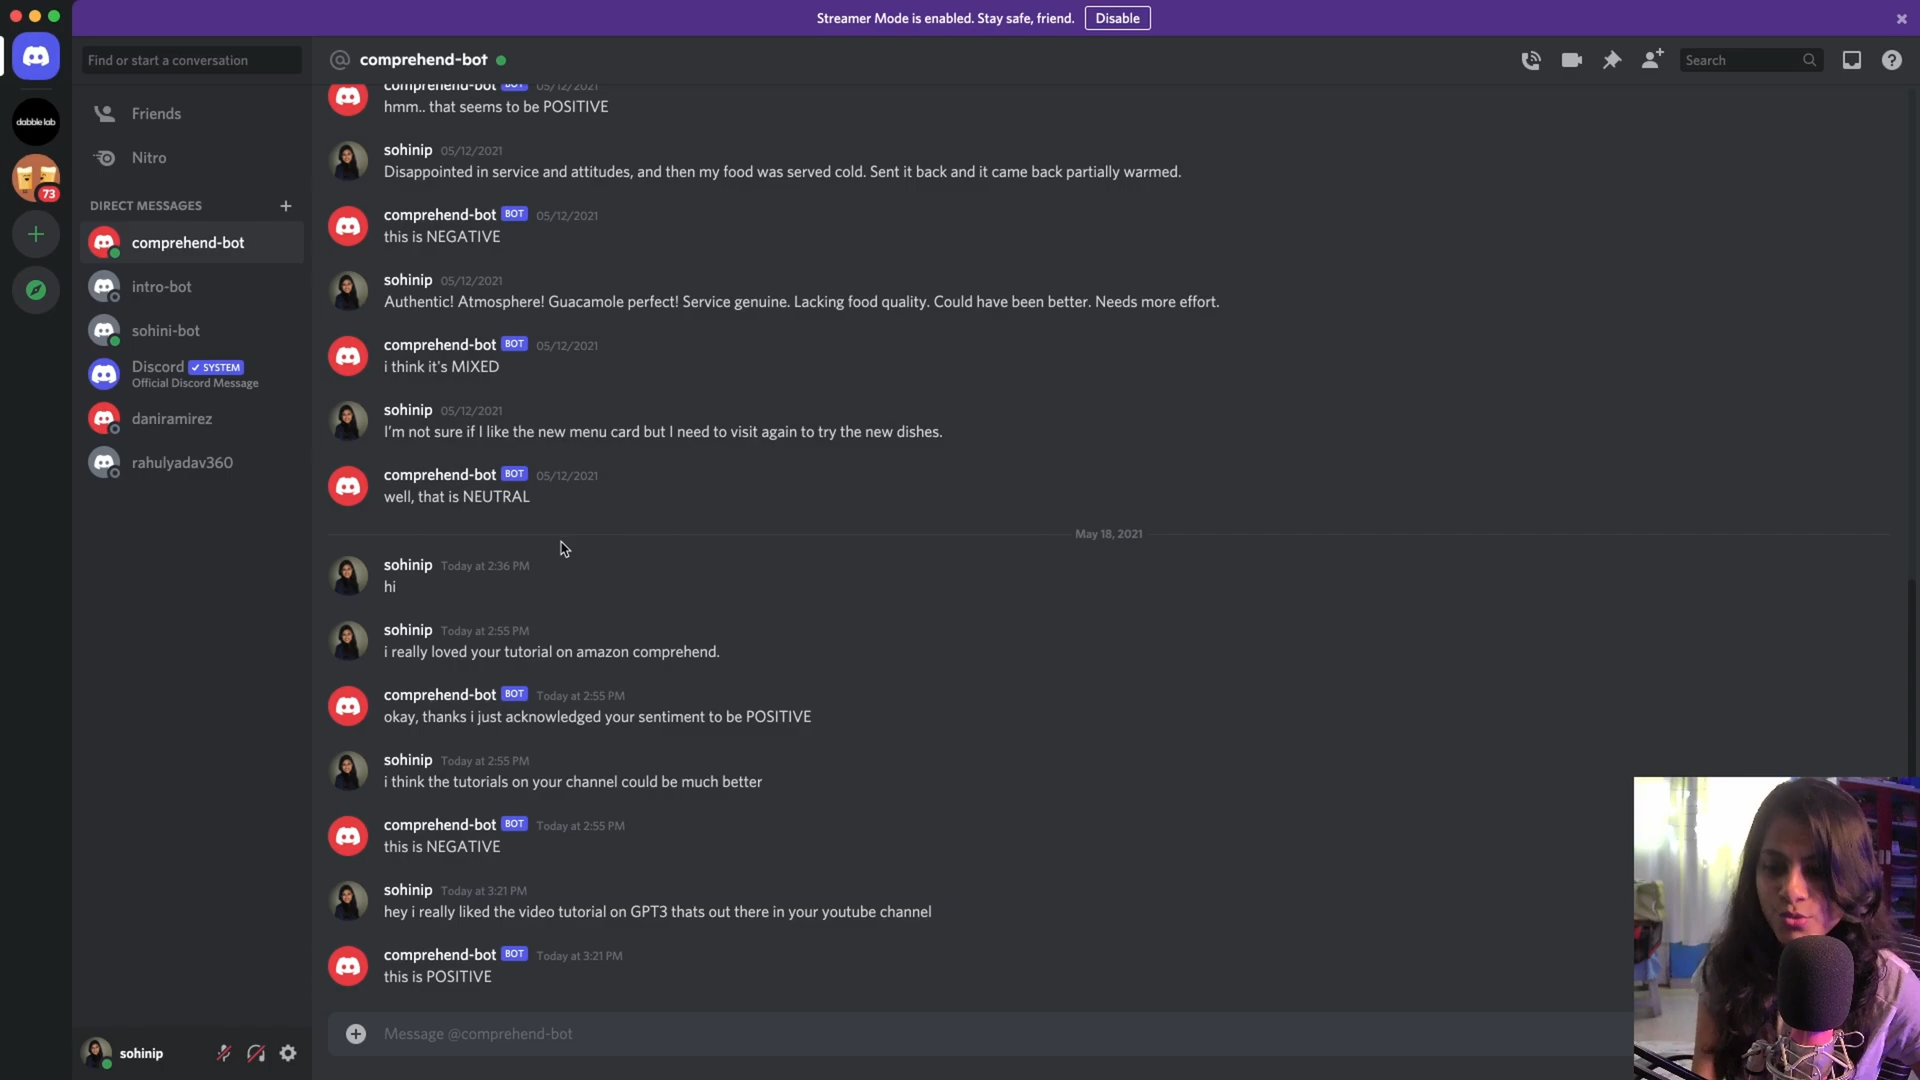 Streamer Mode is enabled. Stay safe, friend. Disable
Find or start a conversation
comprehend-bot
Search
dabble lab
73
Friends
Nitro
DIRECT MESSAGES
comprehend-bot
intro-bot
sohini-bot
Discord ✓ SYSTEM
Official Discord Message
daniramirez
rahulyadav360
sohinip
comprehend-bot BOT 05/12/2021
hmm.. that seems to be POSITIVE
sohinip 05/12/2021
Disappointed in service and attitudes, and then my food was served cold. Sent it back and it came back partially warmed.
comprehend-bot BOT 05/12/2021
this is NEGATIVE
sohinip 05/12/2021
Authentic! Atmosphere! Guacamole perfect! Service genuine. Lacking food quality. Could have been better. Needs more effort.
comprehend-bot BOT 05/12/2021
i think it's MIXED
sohinip 05/12/2021
I'm not sure if I like the new menu card but I need to visit again to try the new dishes.
comprehend-bot BOT 05/12/2021
well, that is NEUTRAL
May 18, 2021
sohinip Today at 2:36 PM
hi
sohinip Today at 2:55 PM
i really loved your tutorial on amazon comprehend.
comprehend-bot BOT Today at 2:55 PM
okay, thanks i just acknowledged your sentiment to be POSITIVE
sohinip Today at 2:55 PM
i think the tutorials on your channel could be much better
comprehend-bot BOT Today at 2:55 PM
this is NEGATIVE
sohinip Today at 3:21 PM
hey i really liked the video tutorial on GPT3 thats out there in your youtube channel
comprehend-bot BOT Today at 3:21 PM
this is POSITIVE
Message @comprehend-bot